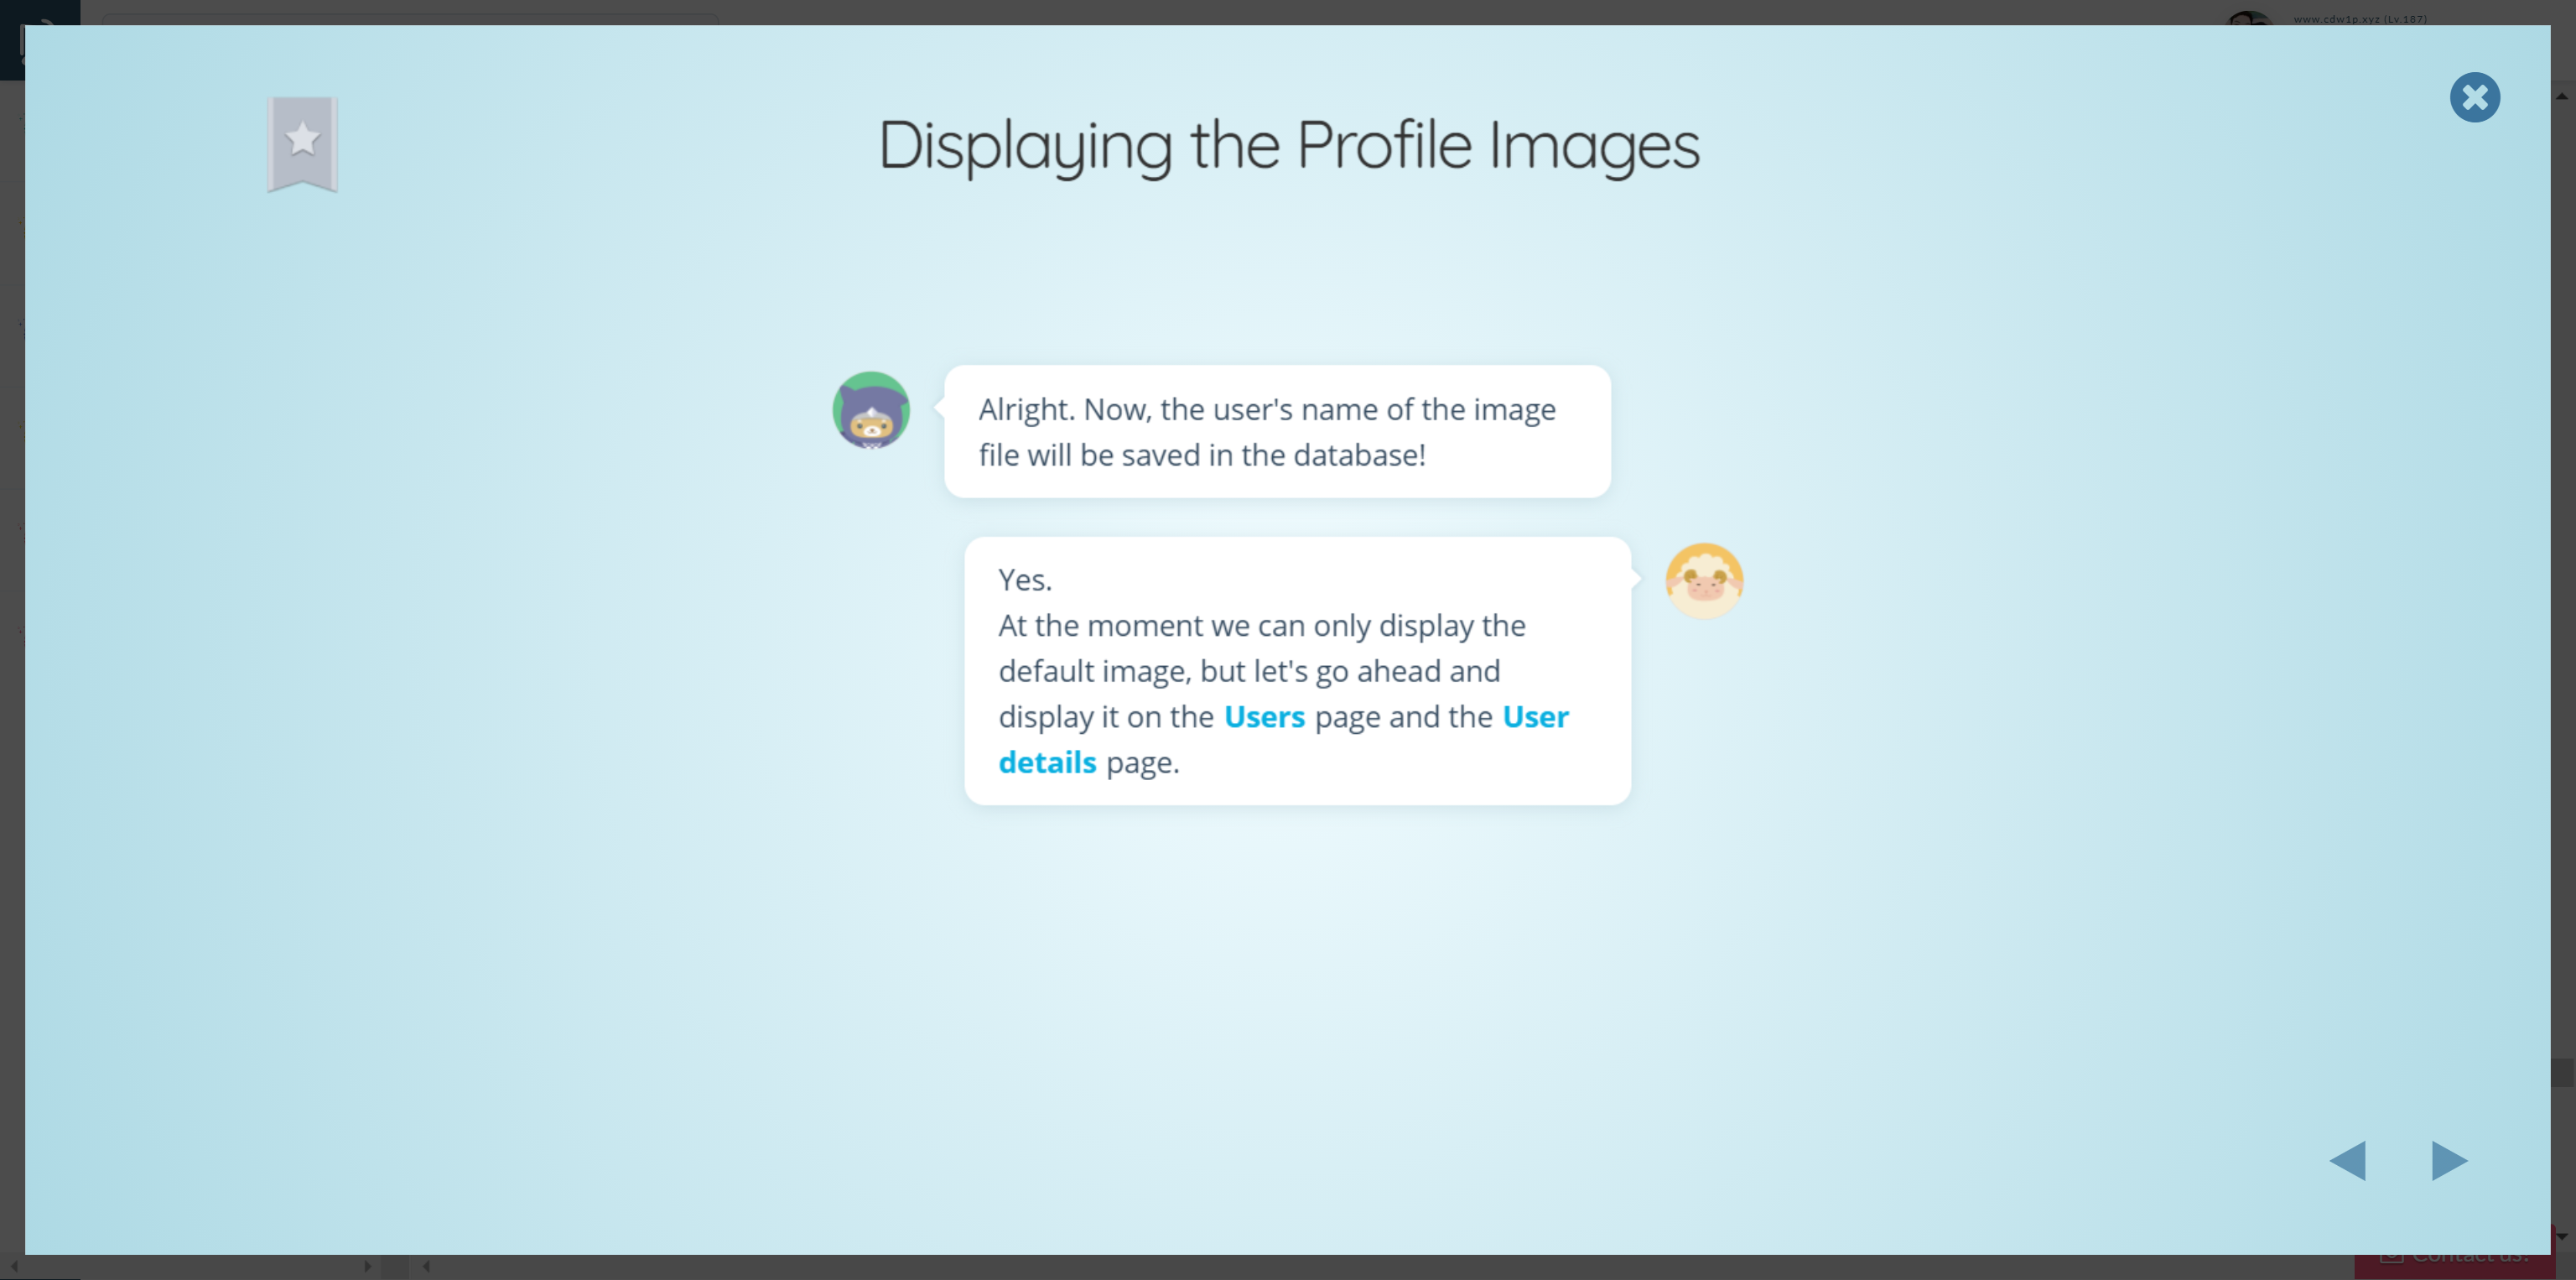 www.cdw1p.xyz (Lv.187)
Displaying the Profile Images
Alright. Now, the user's name of the image
file will be saved in the database!
Yes.
At the moment we can only display the
default image, but let's go ahead and
display it on the Users page and the User
details page.
Contact us!